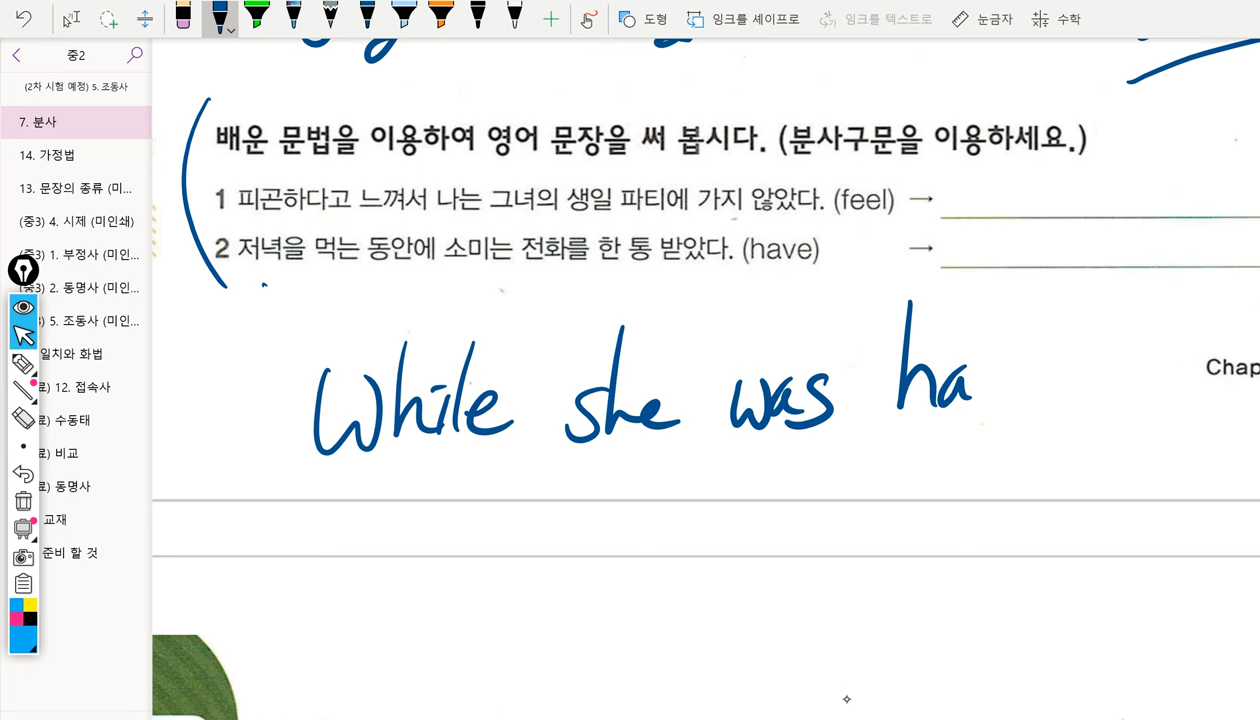 도형
잉크를 셰이프로
잉크를 텍스트로
눈금자
수학
중2
(2차 시험 예정) 5. 조동사
7. 분사
14. 가정법
13. 문장의 종류 (미...
(중3) 4. 시제 (미인쇄)
3) 1. 부정사 (미인...
3) 2. 동명사 (미인...
) 5. 조동사 (미인...
일치와 화법
) 12. 접속사
) 수동태
) 비교
) 동명사
교재
준비 할 것
배운 문법을 이용하여 영어 문장을 써 봅시다. (분사구문을 이용하세요.)
1 피곤하다고 느껴서 나는 그녀의 생일 파티에 가지 않았다. (feel) →
2 저녁을 먹는 동안에 소미는 전화를 한 통 받았다. (have) →
While she was ha
Chap